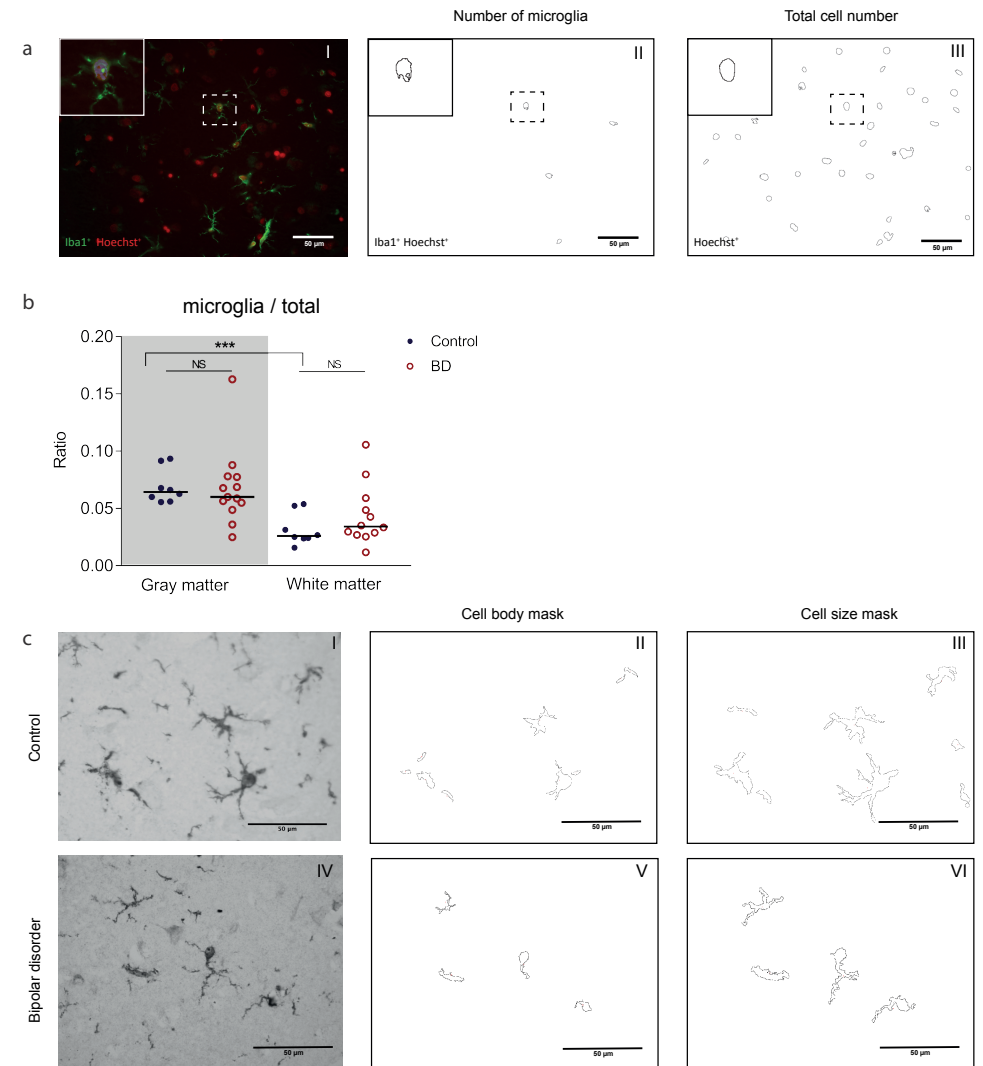 Number of microglia
Total cell number
a
I
II
III
Iba1⁺ Hoechst⁺
50 µm
Iba1⁺ Hoechst⁺
50 µm
Hoechst⁺
50 µm
b
microglia / total
0.20
0.15
0.10
0.05
0.00
Ratio
***
NS
NS
Control
BD
Gray matter
White matter
Cell body mask
Cell size mask
c
Control
I
50 µm
II
50 µm
III
50 µm
Bipolar disorder
IV
50 µm
V
50 µm
VI
50 µm